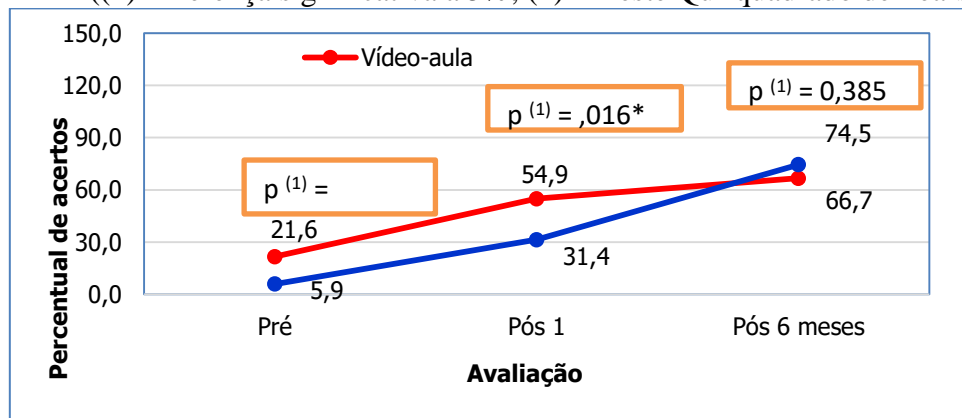 150,0
120,0
90,0
60,0
30,0
0,0
Percentual de acertos
Vídeo-aula
p (1) =
p (1) = ,016*
p (1) = 0,385
21,6
54,9
74,5
66,7
5,9
31,4
Pré
Pós 1
Pós 6 meses
Avaliação